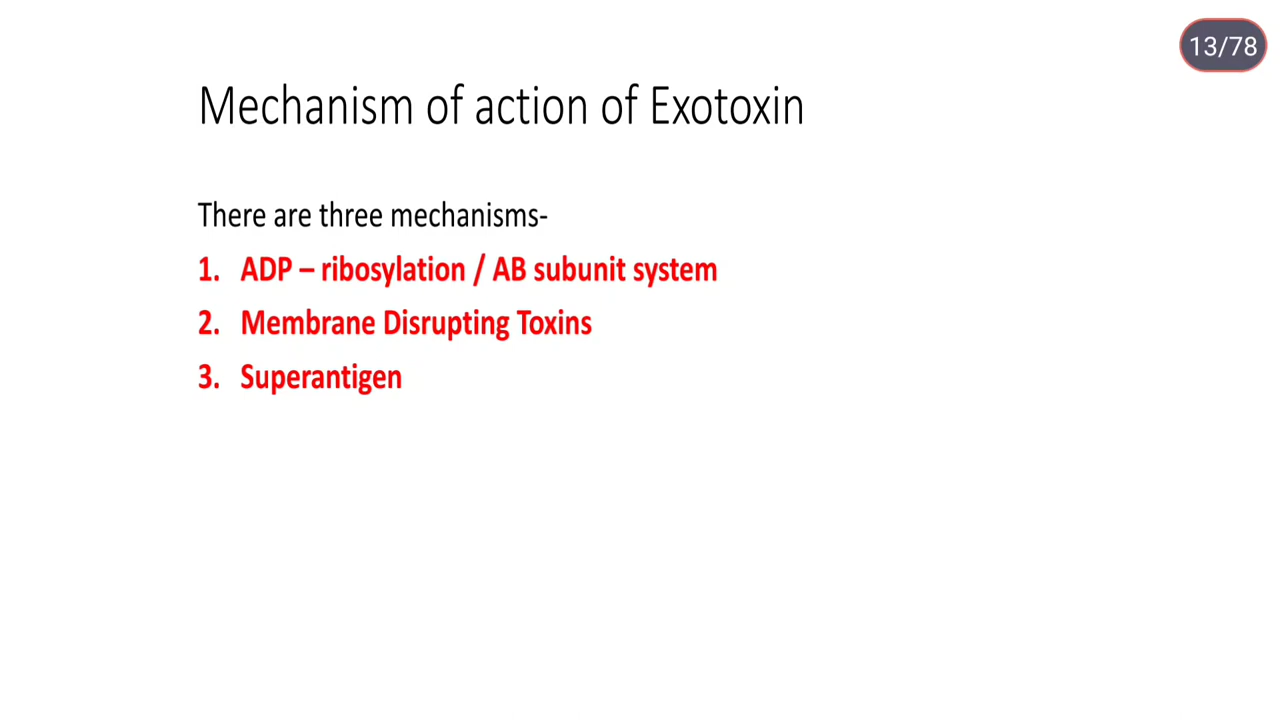 13/78
Mechanism of action of Exotoxin
There are three mechanisms-
1. ADP – ribosylation / AB subunit system
2. Membrane Disrupting Toxins
3. Superantigen